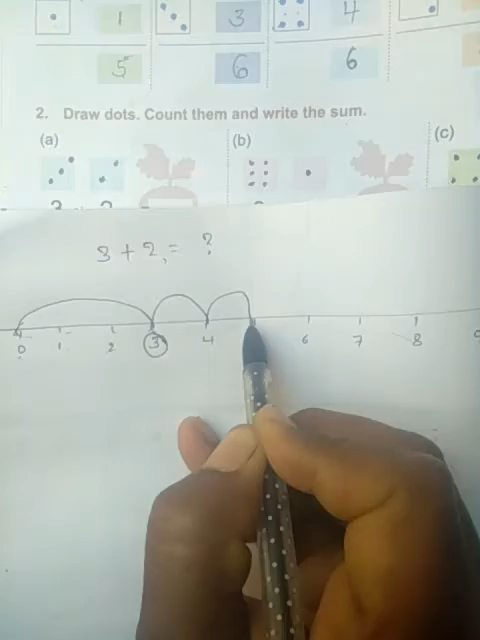 1 3 4
5 6 6
2. Draw dots. Count them and write the sum.
(a) (b) (c)
3 + 2 = ?
0 1 2 3 4 6 7 8